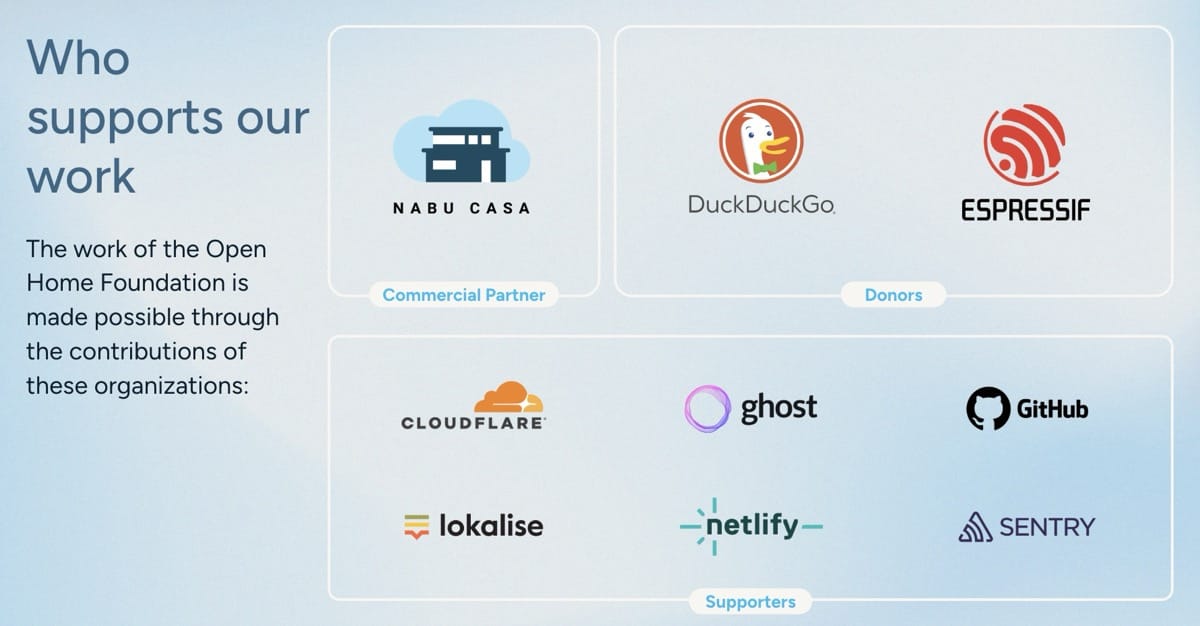 Who
supports our
work
The work of the Open
Home Foundation is
made possible through
the contributions of
these organizations:
NABU CASA
Commercial Partner
DuckDuckGo.
ESPRESSIF
Donors
CLOUDFLARE
ghost
GitHub
lokalise
netlify
SENTRY
Supporters